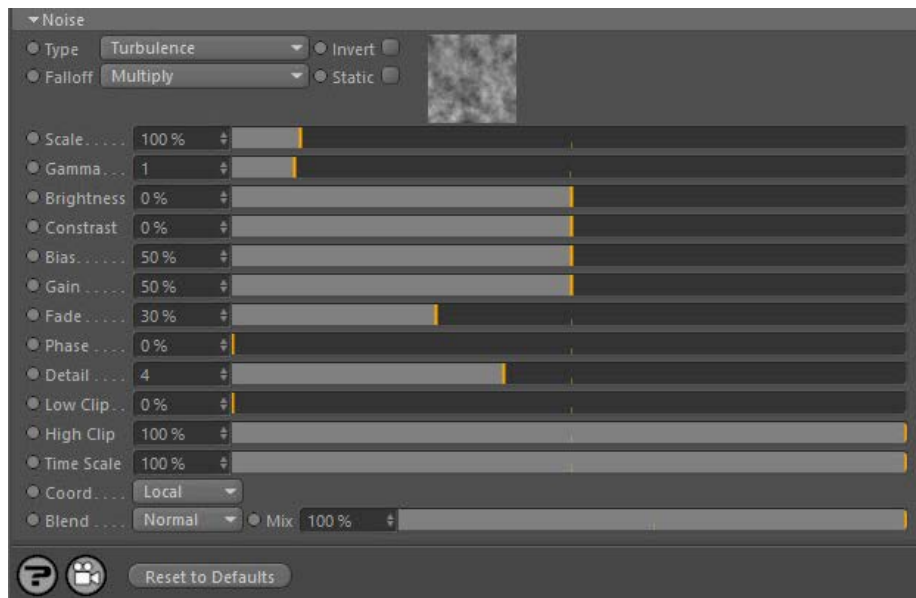 Noise
Type Turbulence Invert
Falloff Multiply Static
Scale..... 100 %
Gamma... 1
Brightness 0 %
Constrast 0 %
Bias...... 50 %
Gain ..... 50 %
Fade..... 30 %
Phase .... 0 %
Detail .... 4
Low Clip.. 0 %
High Clip 100 %
Time Scale 100 %
Coord.... Local
Blend .... Normal Mix 100 %
? Reset to Defaults